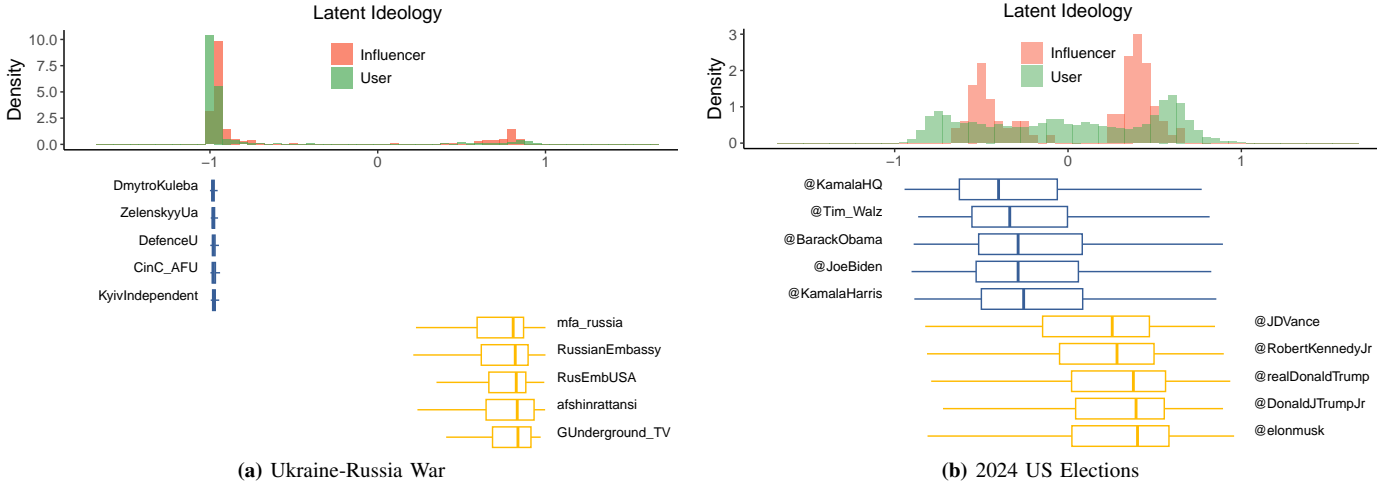 Latent Ideology
Density
10.0
7.5
5.0
2.5
0.0
Influencer
User
−1
0
1
DmytroKuleba
ZelenskyyUa
DefenceU
CinC_AFU
KyivIndependent
mfa_russia
RussianEmbassy
RusEmbUSA
afshinrattansi
GUnderground_TV
(a) Ukraine-Russia War
Latent Ideology
Density
3
2
1
0
Influencer
User
−1
0
1
@KamalaHQ
@Tim_Walz
@BarackObama
@JoeBiden
@KamalaHarris
@JDVance
@RobertKennedyJr
@realDonaldTrump
@DonaldJTrumpJr
@elonmusk
(b) 2024 US Elections